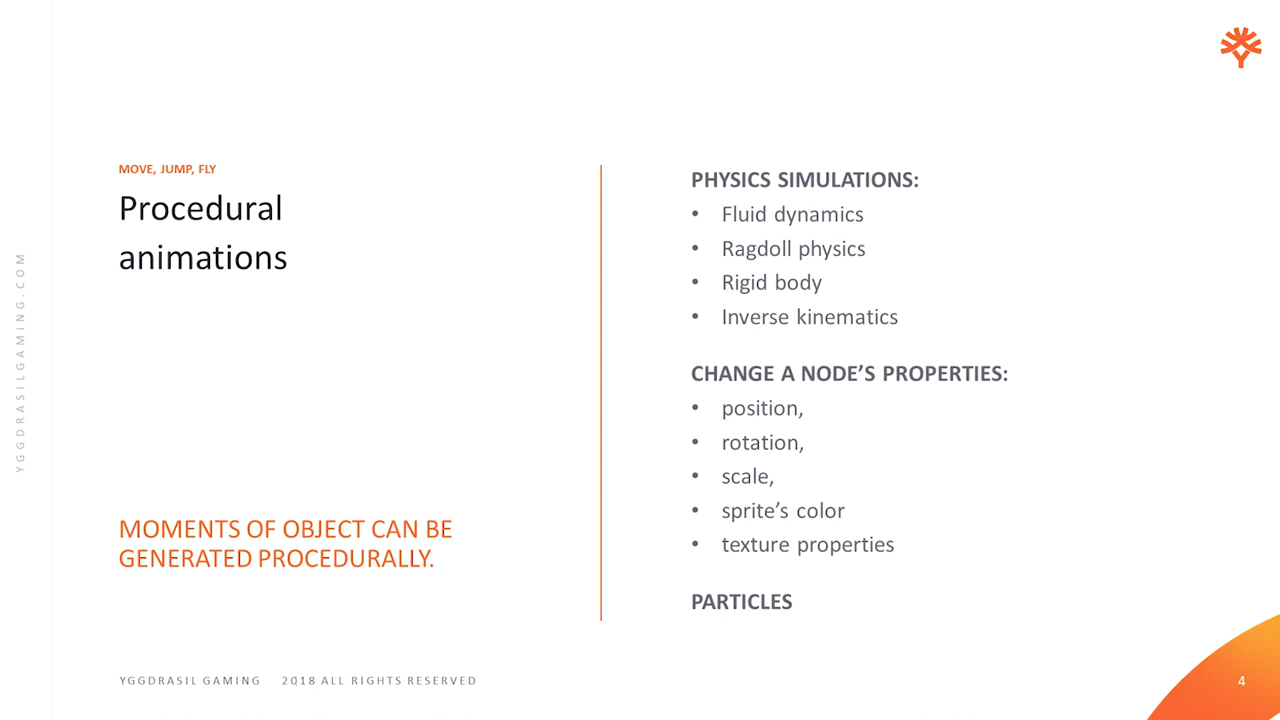 MOVE, JUMP, FLY
Procedural
animations
MOMENTS OF OBJECT CAN BE
GENERATED PROCEDURALLY.
PHYSICS SIMULATIONS:
• Fluid dynamics
• Ragdoll physics
• Rigid body
• Inverse kinematics
CHANGE A NODE’S PROPERTIES:
• position,
• rotation,
• scale,
• sprite’s color
• texture properties
PARTICLES
YGGDRASILGAMING.COM
YGGDRASIL GAMING 2018 ALL RIGHTS RESERVED
4